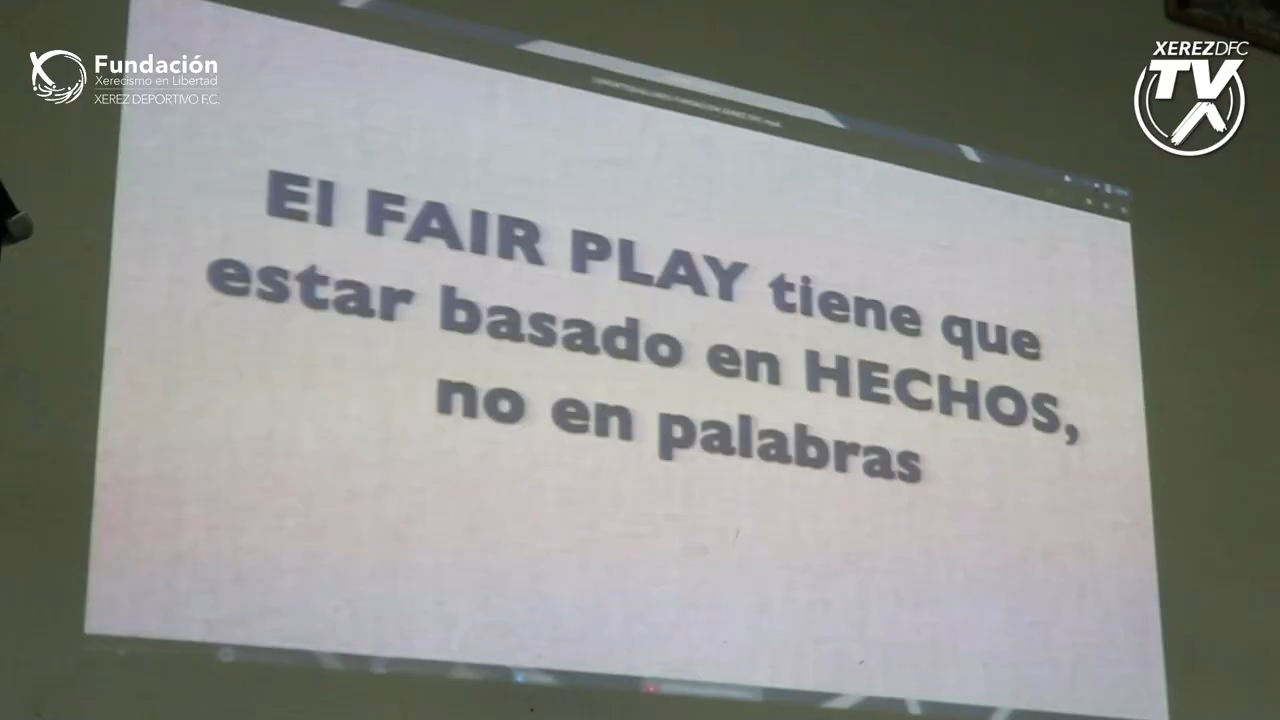 Fundación
Xerecismo en Libertad
XEREZ DEPORTIVO F.C.
XEREZDFC
TVX
El FAIR PLAY tiene que
estar basado en HECHOS,
no en palabras